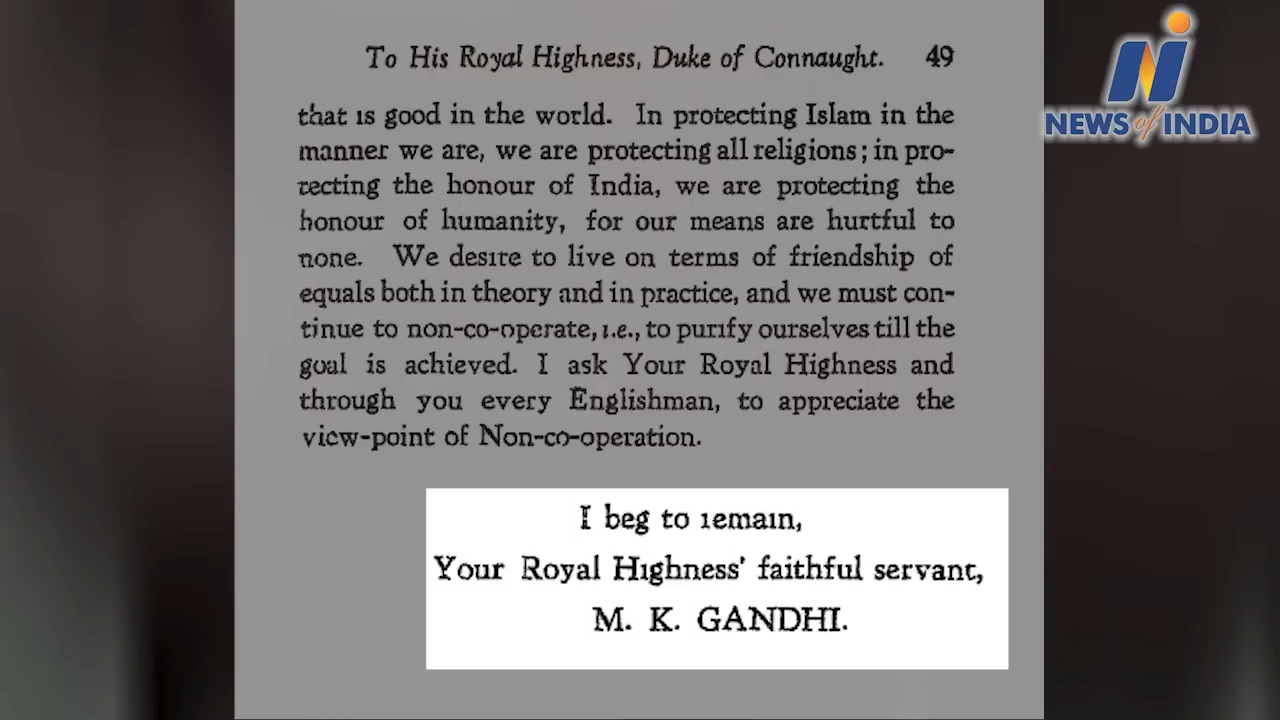 To His Royal Highness, Duke of Connaught. 49
that is good in the world. In protecting Islam in the
manner we are, we are protecting all religions; in pro-
tecting the honour of India, we are protecting the
honour of humanity, for our means are hurtful to
none. We desire to live on terms of friendship of
equals both in theory and in practice, and we must con-
tinue to non-co-operate, i.e., to purify ourselves till the
goal is achieved. I ask Your Royal Highness and
through you every Englishman, to appreciate the
view-point of Non-co-operation.
I beg to remain,
Your Royal Highness' faithful servant,
M. K. GANDHI.
NEWS of INDIA